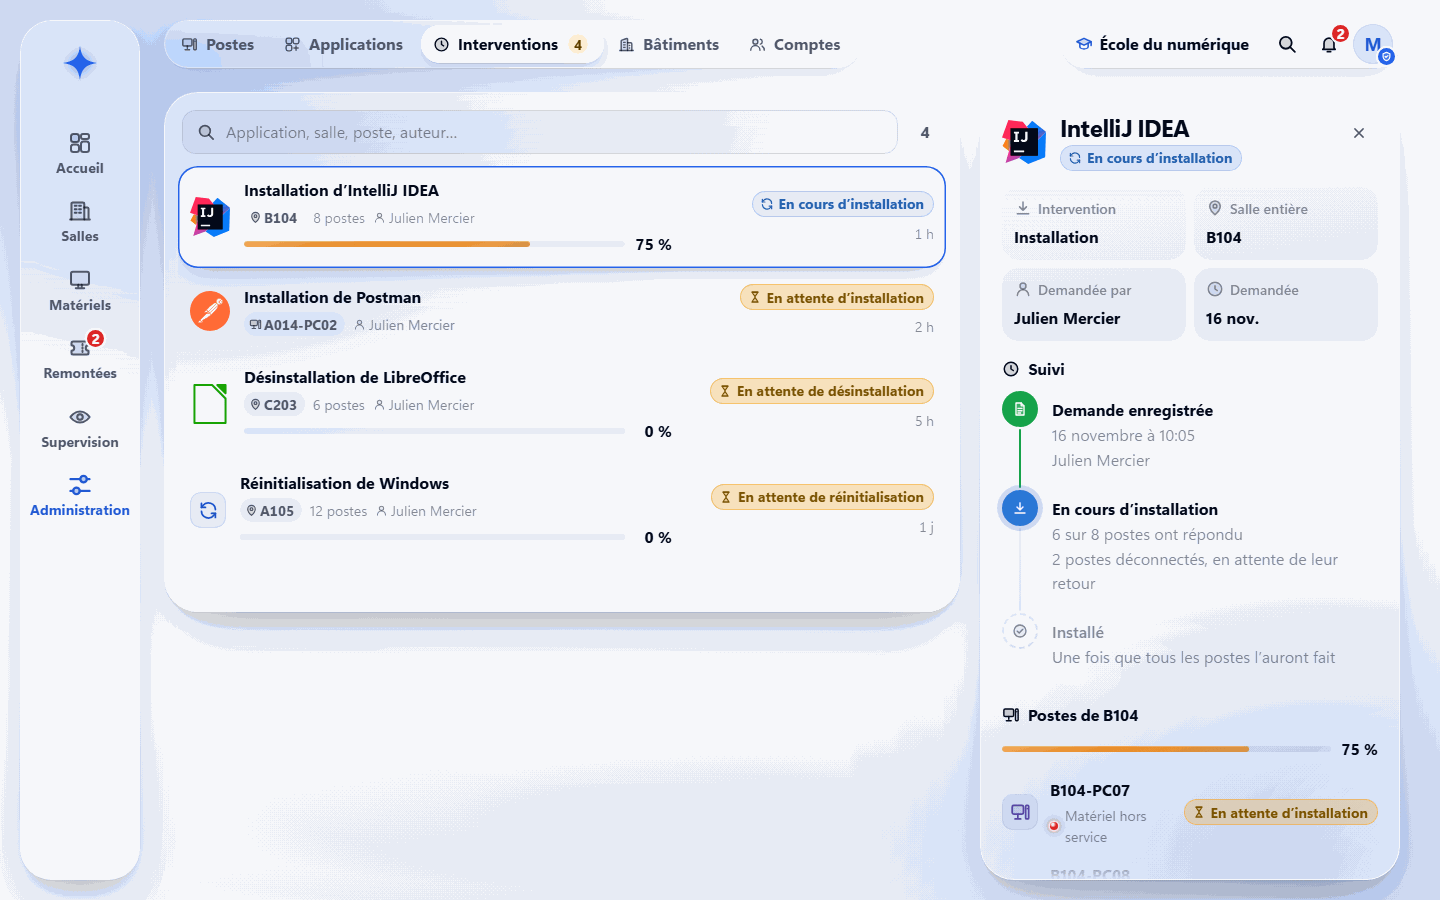 Postes
Applications
Interventions 4
Bâtiments
Comptes
École du numérique
2
M
Accueil
Salles
Matériels
2
Remontées
Supervision
Administration
Application, salle, poste, auteur...
4
IJ
Installation d’IntelliJ IDEA
B104 8 postes Julien Mercier
75 %
En cours d’installation
1 h
Installation de Postman
A014-PC02 Julien Mercier
En attente d’installation
2 h
Désinstallation de LibreOffice
C203 6 postes Julien Mercier
0 %
En attente de désinstallation
5 h
Réinitialisation de Windows
A105 12 postes Julien Mercier
0 %
En attente de réinitialisation
1 j
IJ
IntelliJ IDEA
En cours d’installation
Intervention
Installation
Salle entière
B104
Demandée par
Julien Mercier
Demandée
16 nov.
Suivi
Demande enregistrée
16 novembre à 10:05
Julien Mercier
En cours d’installation
6 sur 8 postes ont répondu
2 postes déconnectés, en attente de leur
retour
Installé
Une fois que tous les postes l’auront fait
Postes de B104
75 %
B104-PC07
Matériel hors
service
En attente d’installation
B104-PC08